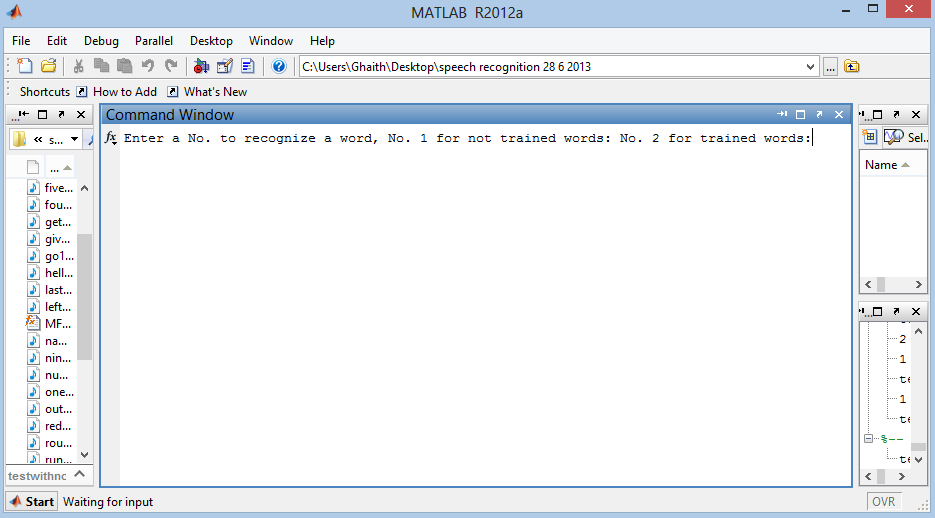 MATLAB R2012a
File Edit Debug Parallel Desktop Window Help
C:\Users\Ghaith\Desktop\speech recognition 28 6 2013 ...
Shortcuts How to Add What's New
... Command Window ...
« s... fx Enter a No. to recognize a word, No. 1 for not trained words: No. 2 for trained words: Sel...
...
Name
five...
fou...
get...
giv...
go1...
hell...
last...
left...
MF...
na...
nin...
nu...
one...
out...
red...
rou...
run...
2
1
te
1
te
%--
te
testwithnc
Start Waiting for input OVR